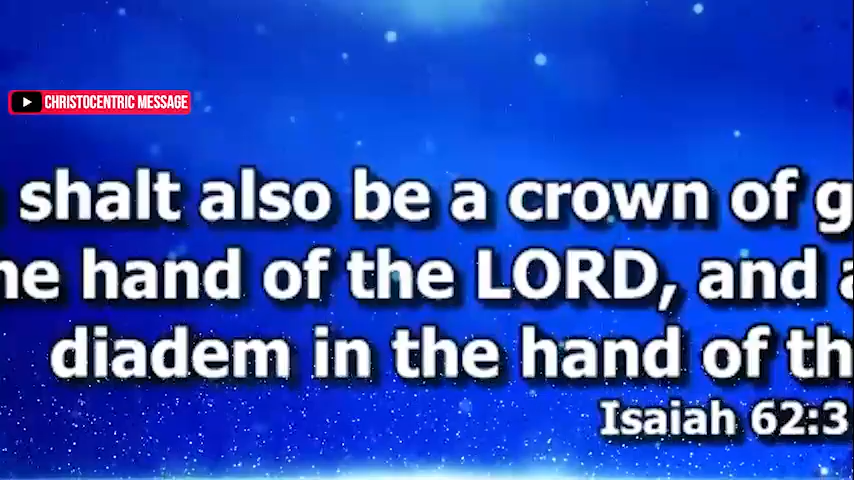 CHRISTOCENTRIC MESSAGE
shalt also be a crown of
hand of the LORD, and
diadem in the hand of
Isaiah 62:3